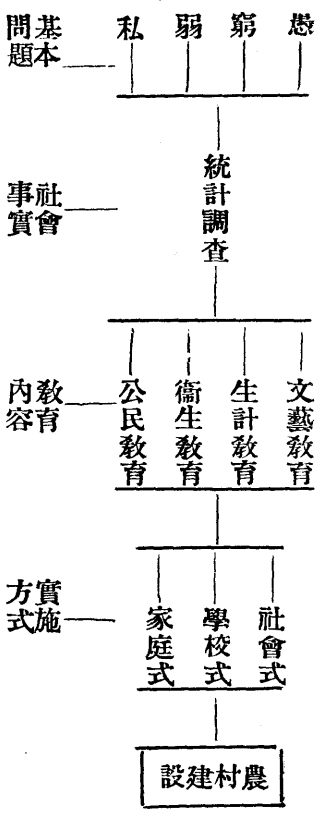 愚
窮
弱
私
基本
問題
統計調查
社會
事實
文藝教育
生計教育
衞生教育
公民教育
教育
內容
社會式
學校式
家庭式
實施
方式
農村建設